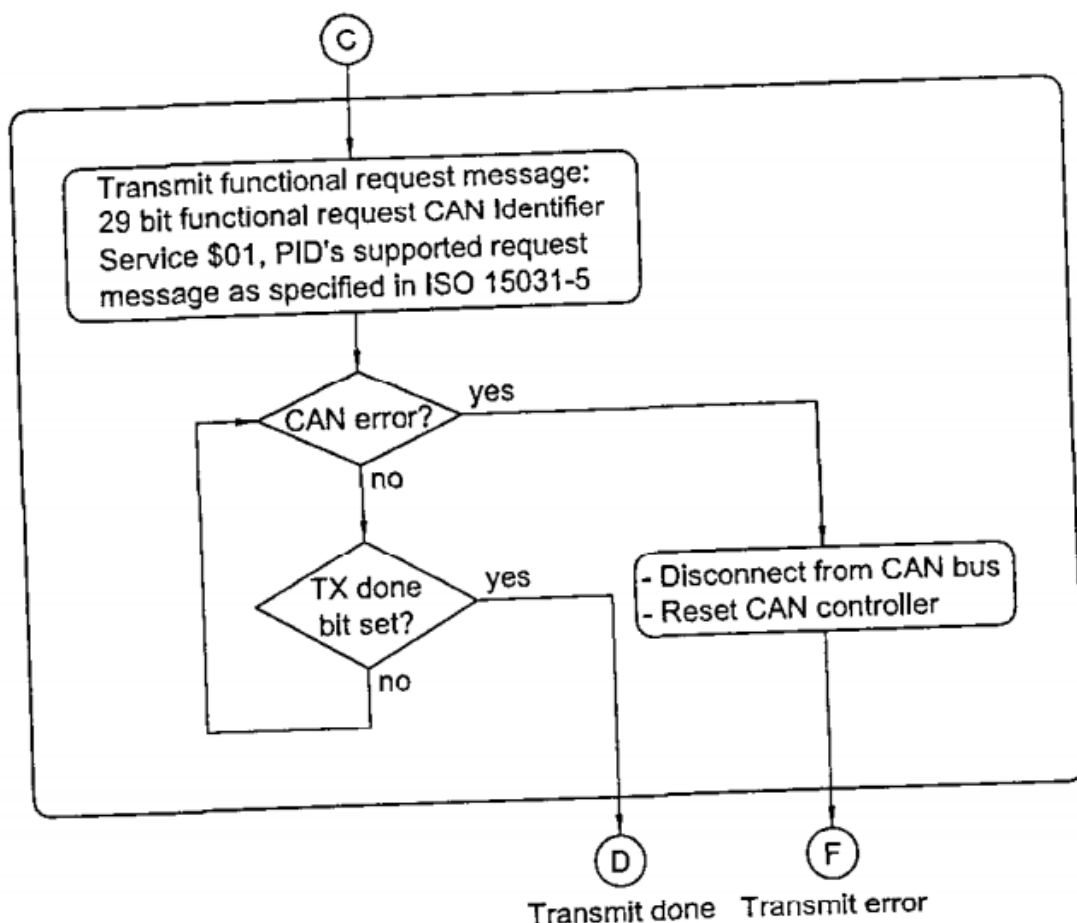 C
Transmit functional request message:
29 bit functional request CAN Identifier
Service $01, PID's supported request
message as specified in ISO 15031-5
CAN error?
yes
no
TX done
bit set?
yes
no
- Disconnect from CAN bus
- Reset CAN controller
D
F
Transmit done
Transmit error